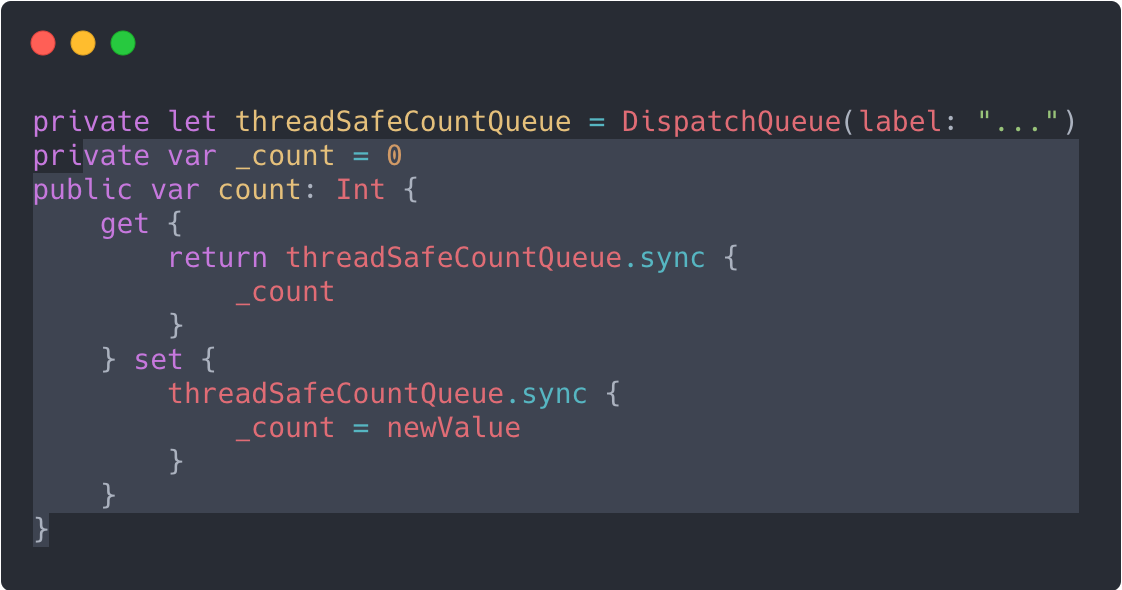 private let threadSafeCountQueue = DispatchQueue(label: "...")
private var _count = 0
public var count: Int {
    get {
        return threadSafeCountQueue.sync {
            _count
        }
    } set {
        threadSafeCountQueue.sync {
            _count = newValue
        }
    }
}